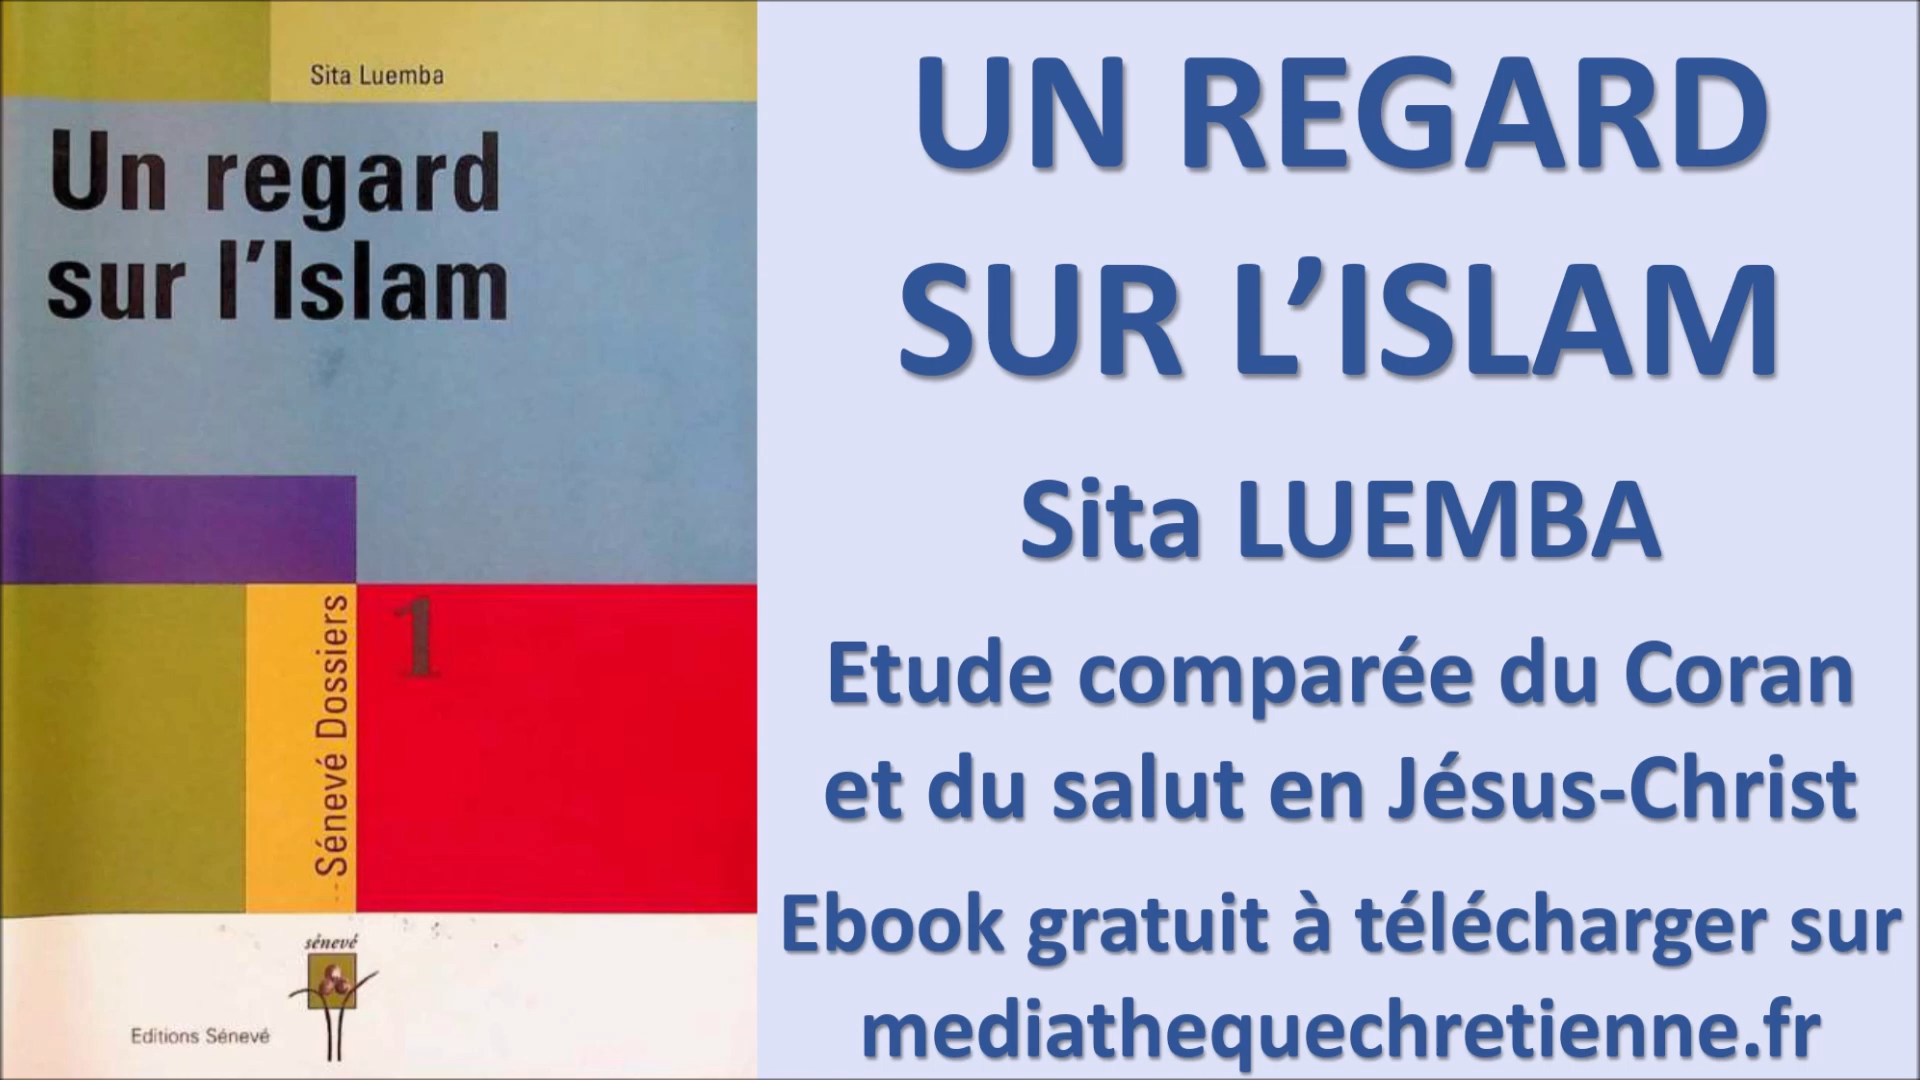 Sita Luemba
Un regard
sur l'Islam
Sénevé Dossiers
1
sénevé
Editions Sénevé
UN REGARD
SUR L’ISLAM
Sita LUEMBA
Etude comparée du Coran
et du salut en Jésus-Christ
Ebook gratuit à télécharger sur
mediathequechretienne.fr